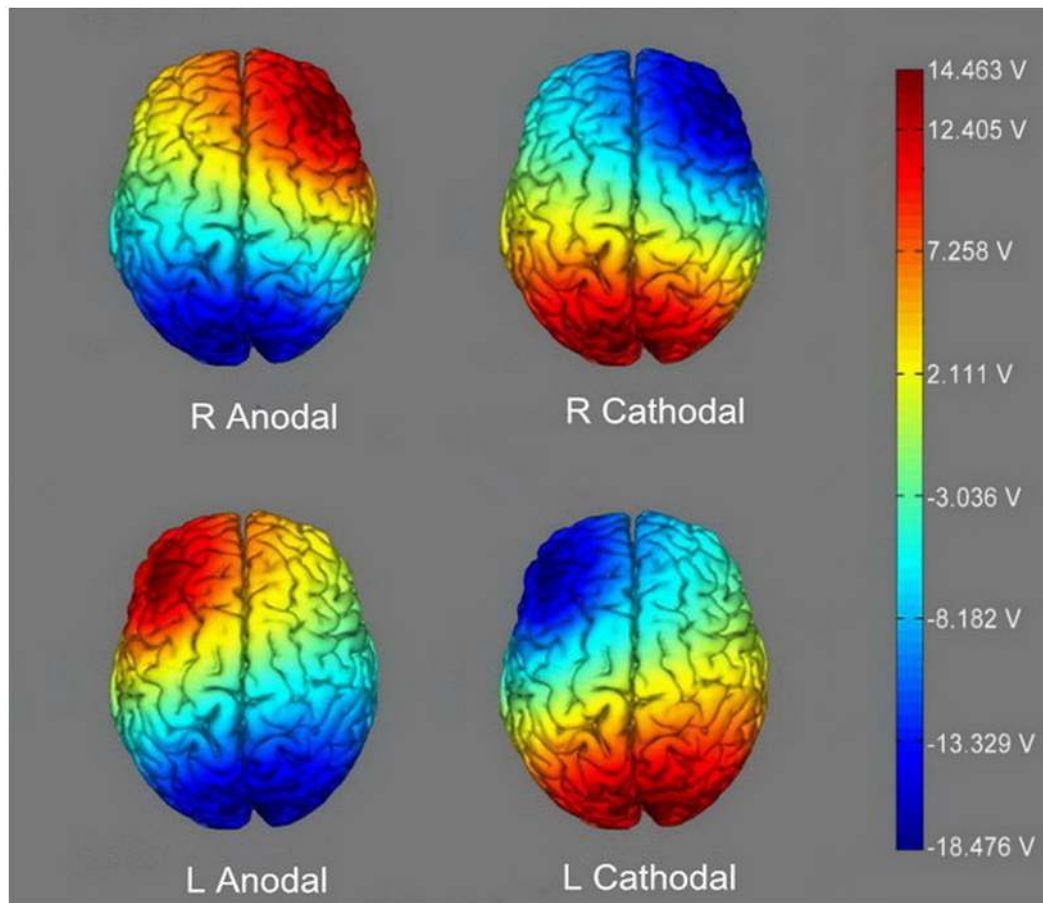 R Anodal
R Cathodal
L Anodal
L Cathodal
14.463 V
12.405 V
7.258 V
2.111 V
-3.036 V
-8.182 V
-13.329 V
-18.476 V